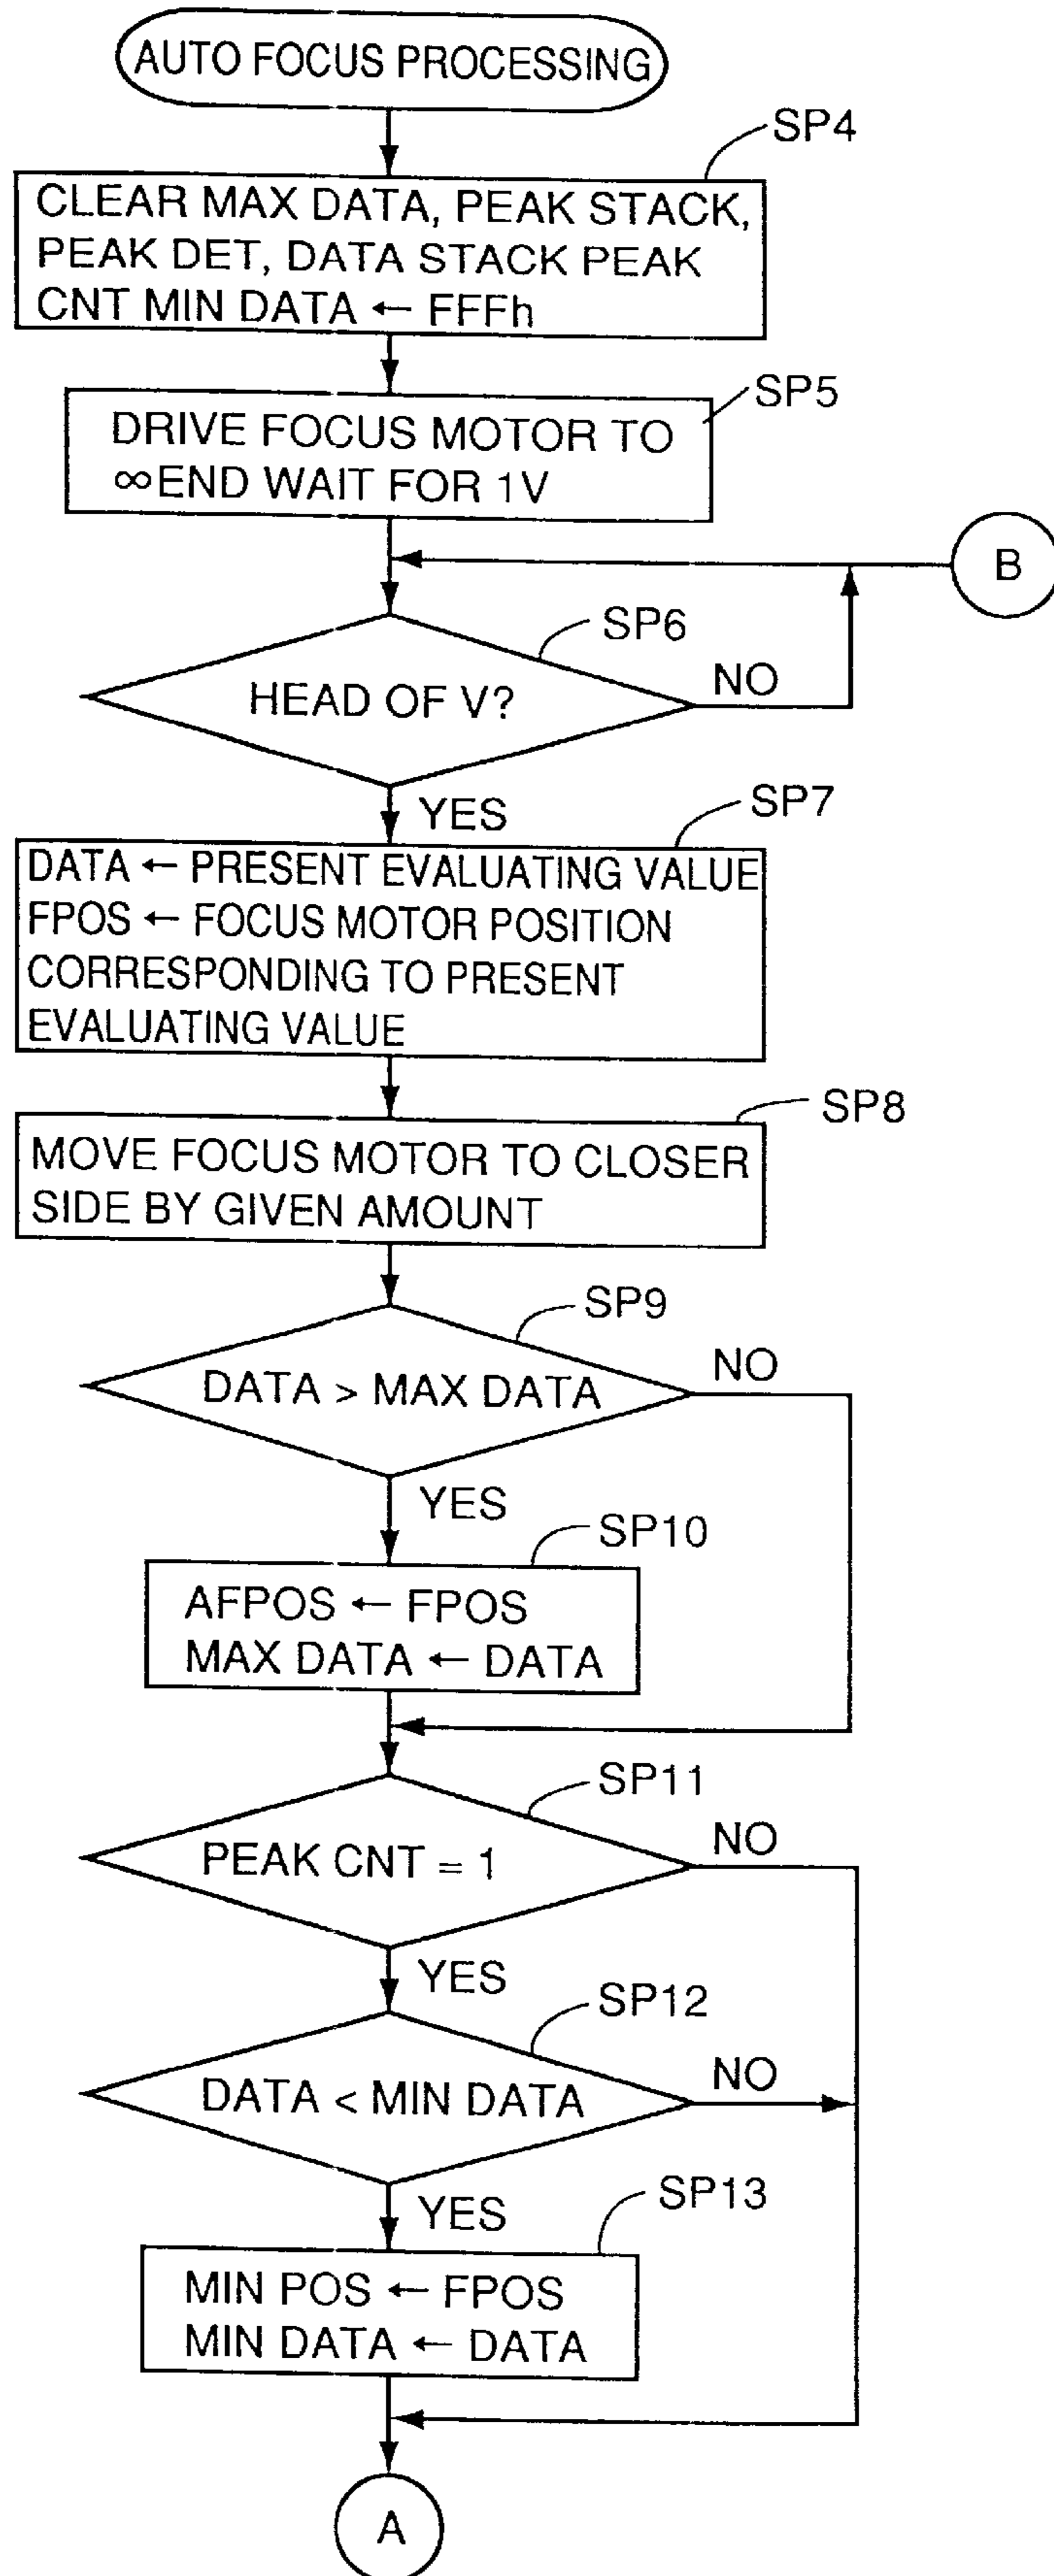 AUTO FOCUS PROCESSING
SP4
CLEAR MAX DATA, PEAK STACK,
PEAK DET, DATA STACK PEAK
CNT MIN DATA ← FFFh
SP5
DRIVE FOCUS MOTOR TO
∞END WAIT FOR 1V
B
SP6
HEAD OF V?
NO
YES
SP7
DATA ← PRESENT EVALUATING VALUE
FPOS ← FOCUS MOTOR POSITION
CORRESPONDING TO PRESENT
EVALUATING VALUE
SP8
MOVE FOCUS MOTOR TO CLOSER
SIDE BY GIVEN AMOUNT
SP9
DATA > MAX DATA
NO
YES
SP10
AFPOS ← FPOS
MAX DATA ← DATA
SP11
PEAK CNT = 1
NO
YES
SP12
DATA < MIN DATA
NO
YES
SP13
MIN POS ← FPOS
MIN DATA ← DATA
A